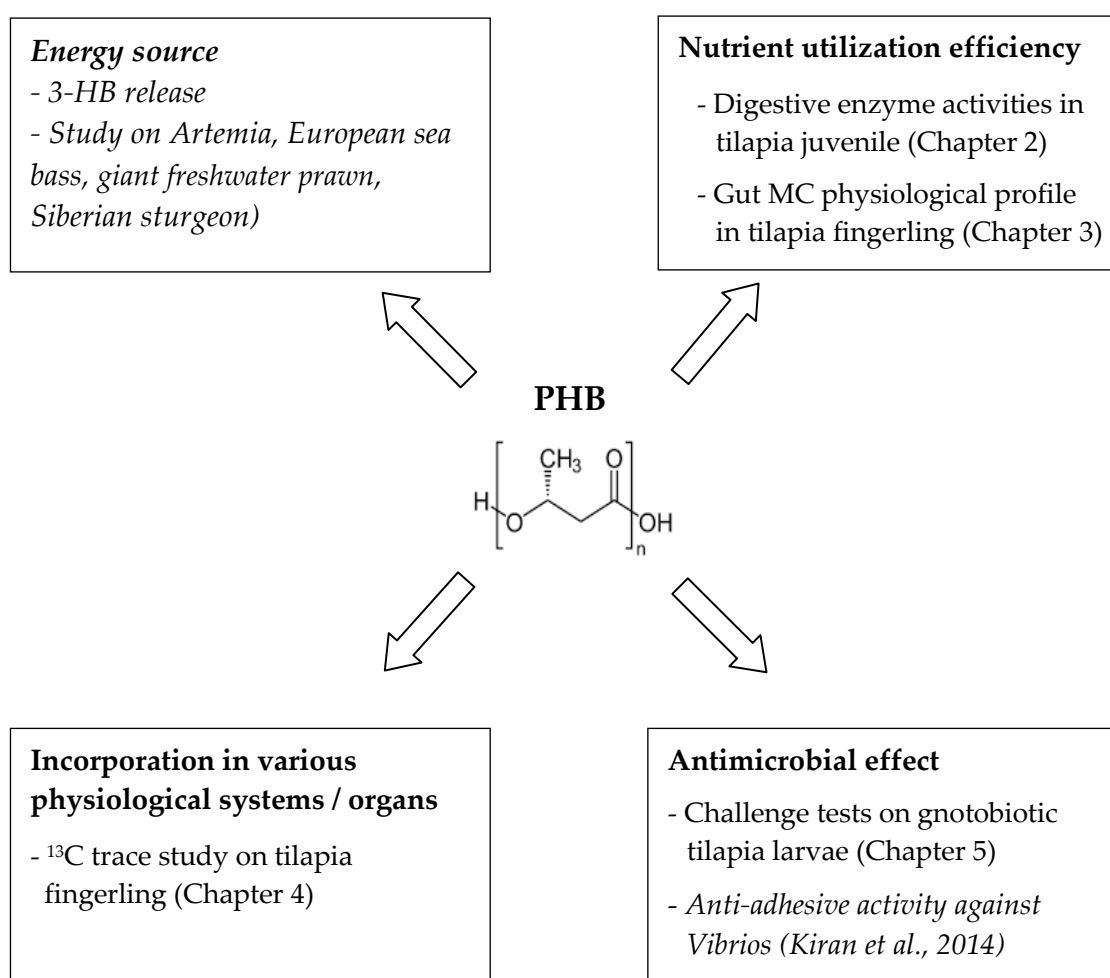 Energy source
- 3-HB release
- Study on Artemia, European sea
bass, giant freshwater prawn,
Siberian sturgeon)
Nutrient utilization efficiency
- Digestive enzyme activities in
tilapia juvenile (Chapter 2)
- Gut MC physiological profile
in tilapia fingerling (Chapter 3)
PHB
CH₃ O
H
O OH
n
Incorporation in various
physiological systems / organs
- ¹³C trace study on tilapia
fingerling (Chapter 4)
Antimicrobial effect
- Challenge tests on gnotobiotic
tilapia larvae (Chapter 5)
- Anti-adhesive activity against
Vibrios (Kiran et al., 2014)